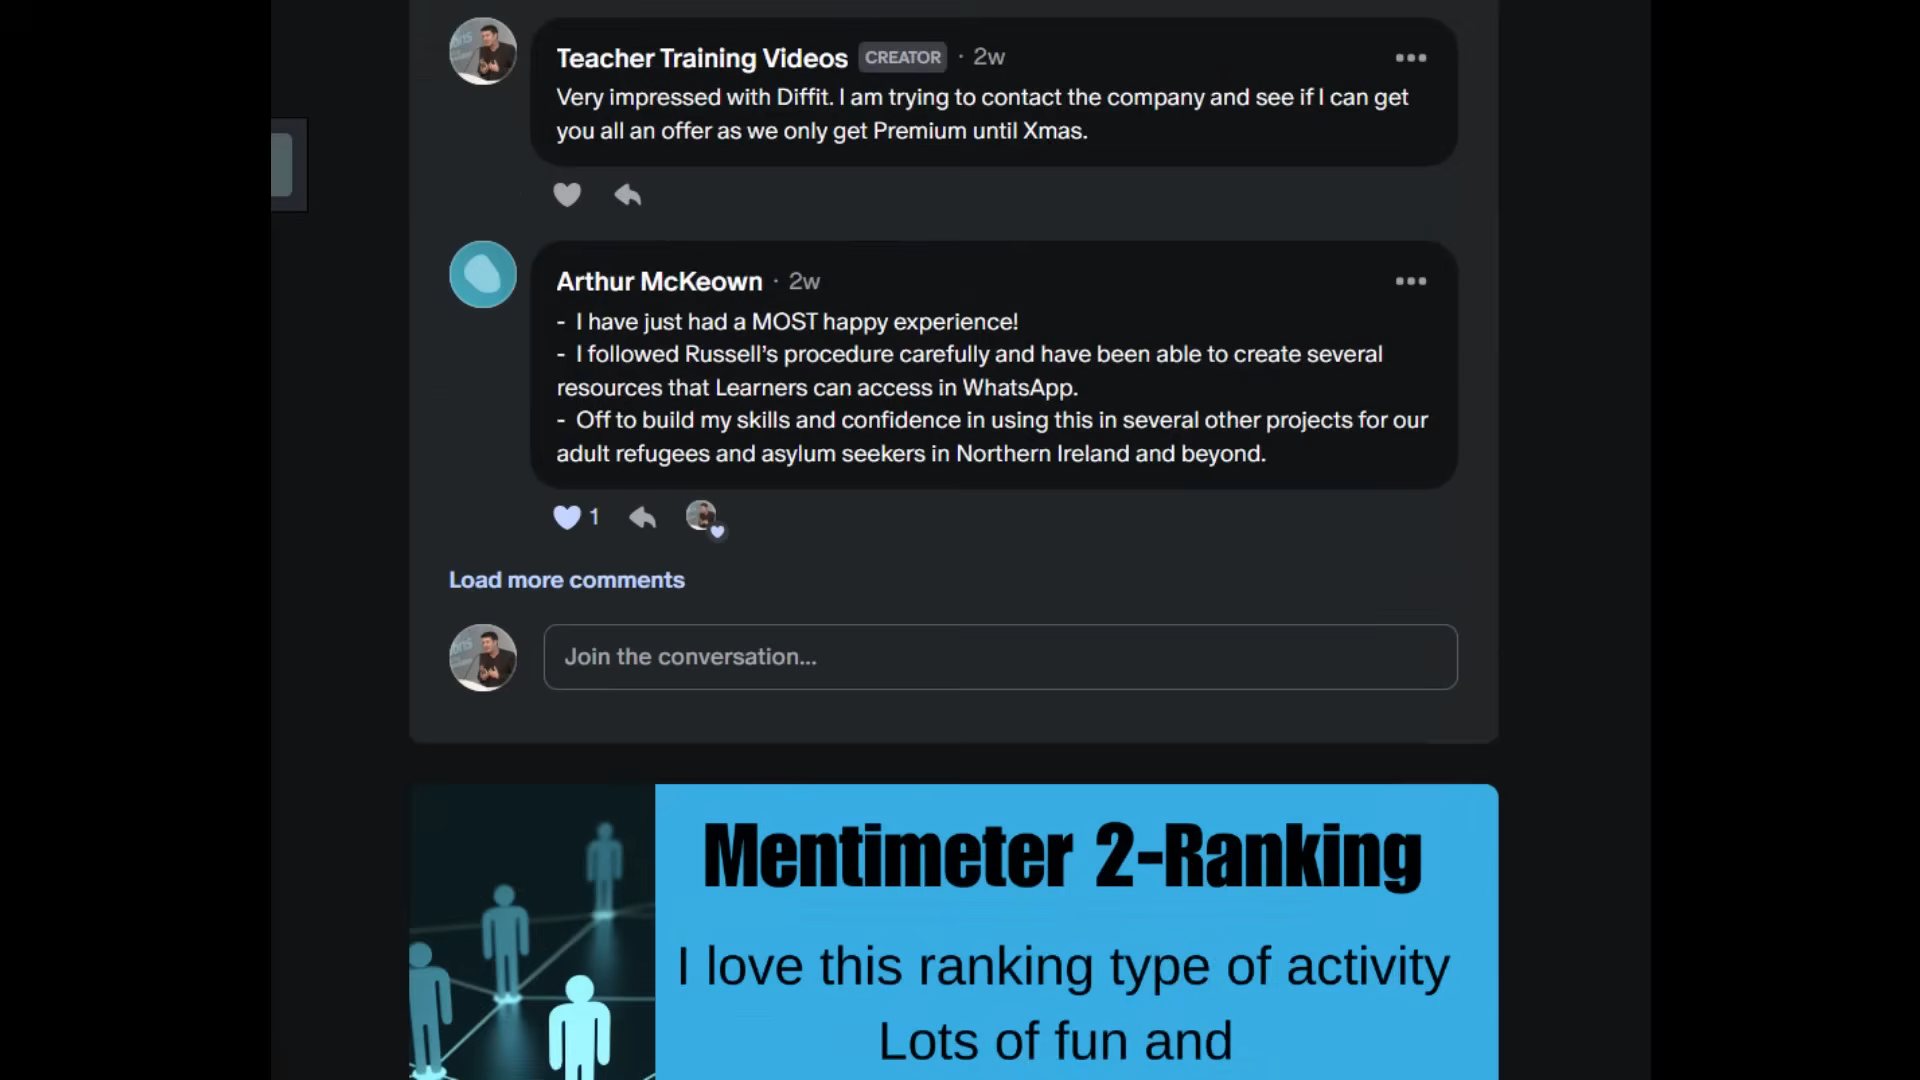 Teacher Training Videos CREATOR · 2w
Very impressed with Diffit. I am trying to contact the company and see if I can get
you all an offer as we only get Premium until Xmas.
Arthur McKeown · 2w
- I have just had a MOST happy experience!
- I followed Russell’s procedure carefully and have been able to create several
resources that Learners can access in WhatsApp.
- Off to build my skills and confidence in using this in several other projects for our
adult refugees and asylum seekers in Northern Ireland and beyond.
1
Load more comments
Join the conversation...
Mentimeter 2-Ranking
I love this ranking type of activity
Lots of fun and